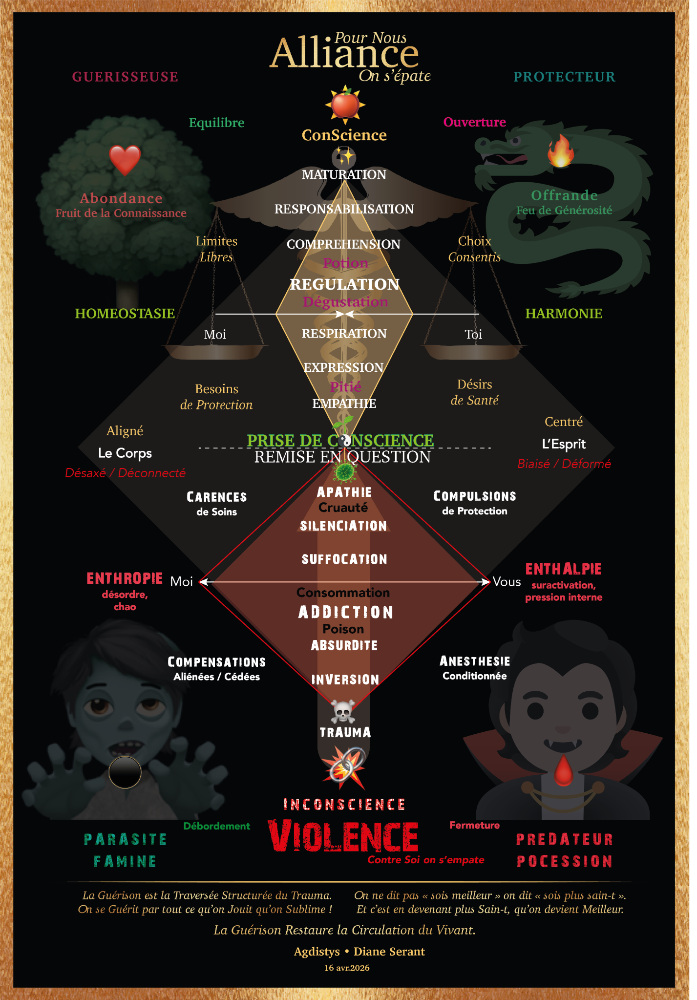 Pour Nous
Alliance
On s'épate
GUERISSEUSE
PROTECTEUR
Equilibre
Ouverture
ConScience
MATURATION
Abondance
Fruit de la Connaissance
Offrande
Feu de Générosité
RESPONSABILISATION
Limites
Libres
COMPREHENSION
Choix
Consentis
Potion
REGULATION
Dégustation
HOMEOSTASIE
HARMONIE
Moi
RESPIRATION
Toi
EXPRESSION
Besoins
de Protection
Pitié
EMPATHIE
Désirs
de Santé
Aligné
Le Corps
Désaxé / Déconnecté
PRISE DE CONSCIENCE
REMISE EN QUESTION
Centré
L'Esprit
Biaisé / Déformé
CARENCES
de Soins
APATHIE
Cruauté
SILENCIATION
COMPULSIONS
de Protection
SUFFOCATION
ENTHROPIE
désordre,
chao
Moi
Vous
ENTHALPIE
suractivation,
pression interne
Consommation
ADDICTION
Poison
ABSURDITE
COMPENSATIONS
Aliénées / Cédées
INVERSION
ANESTHESIE
Conditionnée
TRAUMA
INCONSCIENCE
Débordement
VIOLENCE
Fermeture
Contre Soi on s'empate
PARASITE
FAMINE
PREDATEUR
POCESSION
La Guérison est la Traversée Structurée du Trauma.
On se Guérit par tout ce qu'on Jouit qu'on Sublime !
On ne dit pas « sois meilleur » on dit « sois plus sain-t ».
Et c'est en devenant plus Sain-t, qu'on devient Meilleur.
La Guérison Restaure la Circulation du Vivant.
Agdistys • Diane Serant
16 avr.2026